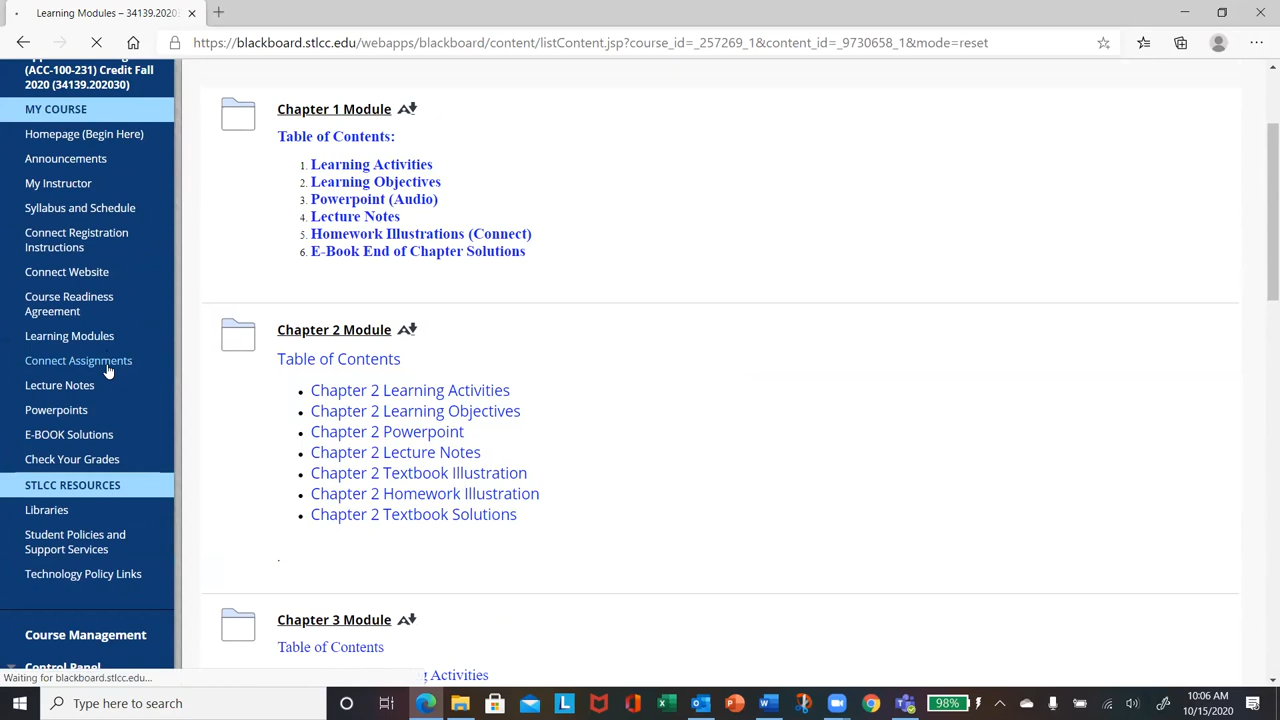 Learning Modules – 34139.2020:
https://blackboard.stlcc.edu/webapps/blackboard/content/listContent.jsp?course_id=_257269_1&content_id=_9730658_1&mode=reset
(ACC-100-231) Credit Fall
2020 (34139.202030)
MY COURSE
Homepage (Begin Here)
Announcements
My Instructor
Syllabus and Schedule
Connect Registration
Instructions
Connect Website
Course Readiness
Agreement
Learning Modules
Connect Assignments
Lecture Notes
Powerpoints
E-BOOK Solutions
Check Your Grades
STLCC RESOURCES
Libraries
Student Policies and
Support Services
Technology Policy Links
Course Management
Control Panel
Chapter 1 Module
Table of Contents:
1. Learning Activities
2. Learning Objectives
3. Powerpoint (Audio)
4. Lecture Notes
5. Homework Illustrations (Connect)
6. E-Book End of Chapter Solutions
Chapter 2 Module
Table of Contents
• Chapter 2 Learning Activities
• Chapter 2 Learning Objectives
• Chapter 2 Powerpoint
• Chapter 2 Lecture Notes
• Chapter 2 Textbook Illustration
• Chapter 2 Homework Illustration
• Chapter 2 Textbook Solutions
.
Chapter 3 Module
Table of Contents
g Activities
Waiting for blackboard.stlcc.edu...
Type here to search
98%
10:06 AM
10/15/2020